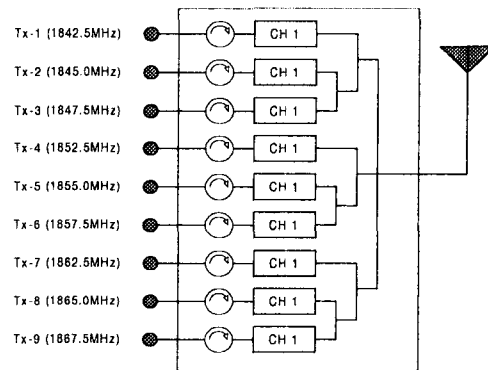 Tx-1 (1842.5MHz) CH 1
Tx-2 (1845.0MHz) CH 1
Tx-3 (1847.5MHz) CH 1
Tx-4 (1852.5MHz) CH 1
Tx-5 (1855.0MHz) CH 1
Tx-6 (1857.5MHz) CH 1
Tx-7 (1862.5MHz) CH 1
Tx-8 (1865.0MHz) CH 1
Tx-9 (1867.5MHz) CH 1